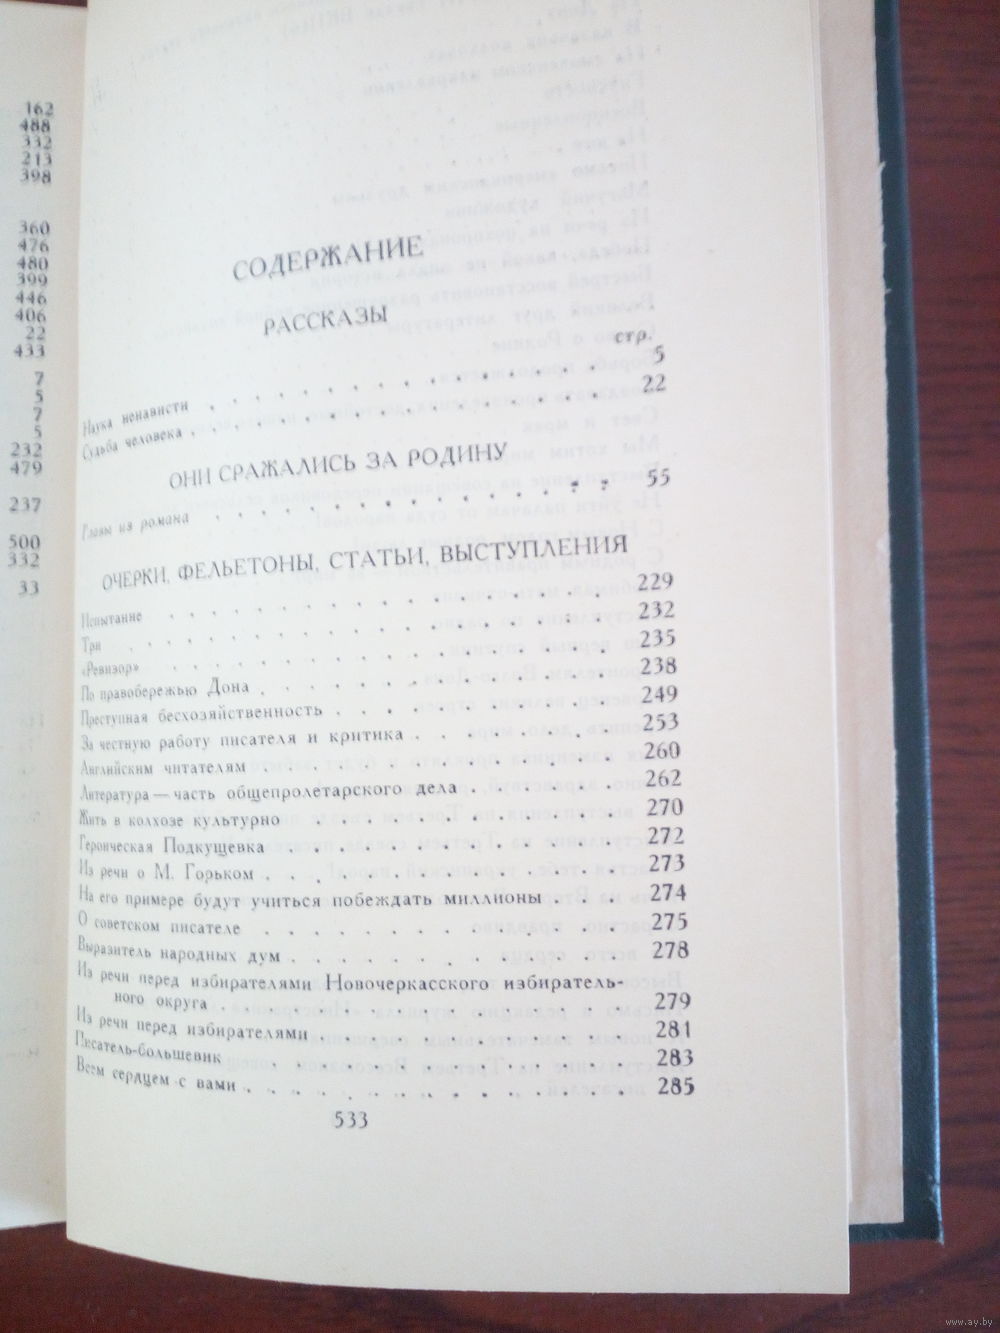 162
488
332
213
398
360
476
480
399
446
406
22
433
7
5
7
5
232
479
237
500
332
33
СОДЕРЖАНИЕ
РАССКАЗЫ
стр.
Наука ненависти . . . . . . . . . . . . . 5
Судьба человека . . . . . . . . . . . . . 22
ОНИ СРАЖАЛИСЬ ЗА РОДИНУ
Главы из романа . . . . . . . . . . . . . 55
ОЧЕРКИ, ФЕЛЬЕТОНЫ, СТАТЬИ, ВЫСТУПЛЕНИЯ
Испытание . . . . . . . . . . . . . 229
Три . . . . . . . . . . . . . 232
«Ревизор» . . . . . . . . . . . . . 235
По правобережью Дона . . . . . . . . . . . 238
Преступная бесхозяйственность . . . . . . . . . 249
За честную работу писателя и критика . . . . . . . 253
Английским читателям . . . . . . . . . . . 260
Литература — часть общепролетарского дела . . . . . . 262
Жить в колхозе культурно . . . . . . . . . . 270
Героическая Подкущевка . . . . . . . . . . 272
Из речи о М. Горьком . . . . . . . . . . . 273
На его примере будут учиться побеждать миллионы . . . 274
О советском писателе . . . . . . . . . . . 275
Выразитель народных дум . . . . . . . . . . 278
Из речи перед избирателями Новочеркасского избиратель-
ного округа . . . . . . . . . . . . 279
Из речи перед избирателями . . . . . . . . . 281
Писатель-большевик . . . . . . . . . . . 283
Всем сердцем с вами . . . . . . . . . . . 285
533
www.ay.by